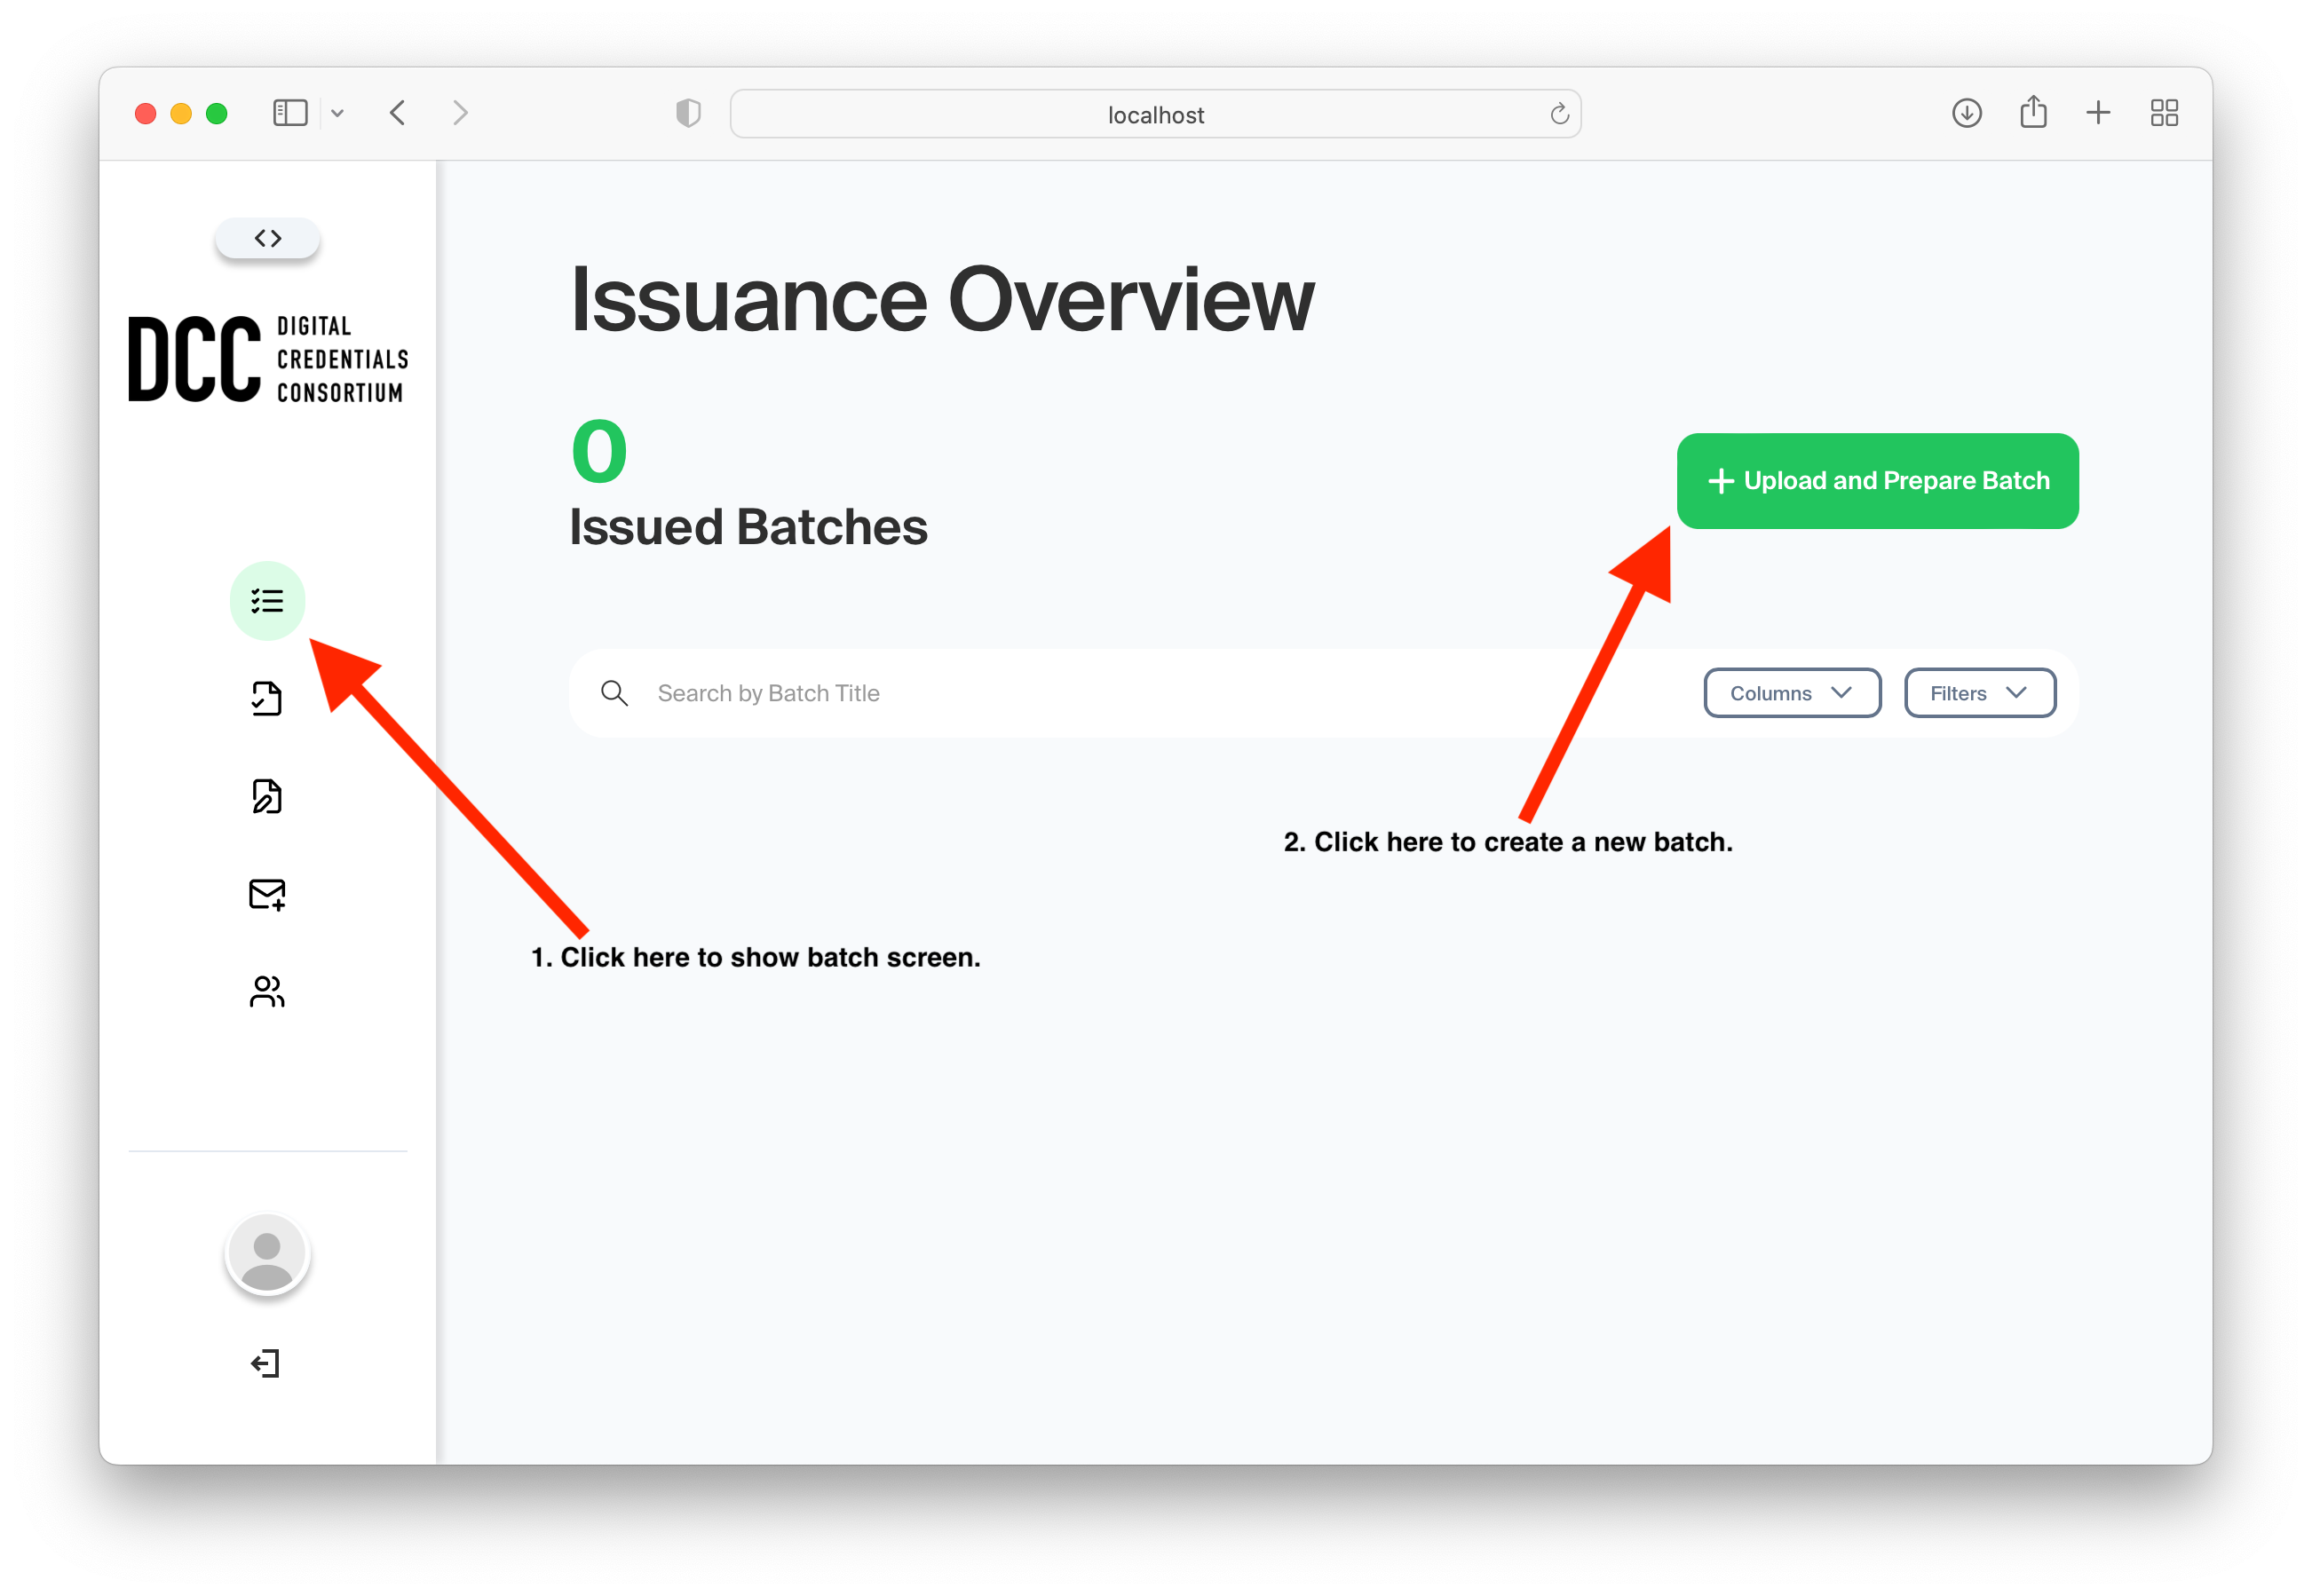 localhost
DCC
DIGITAL
CREDENTIALS
CONSORTIUM
Issuance Overview
0
Issued Batches
Upload and Prepare Batch
Search by Batch Title
Columns
Filters
2. Click here to create a new batch.
1. Click here to show batch screen.